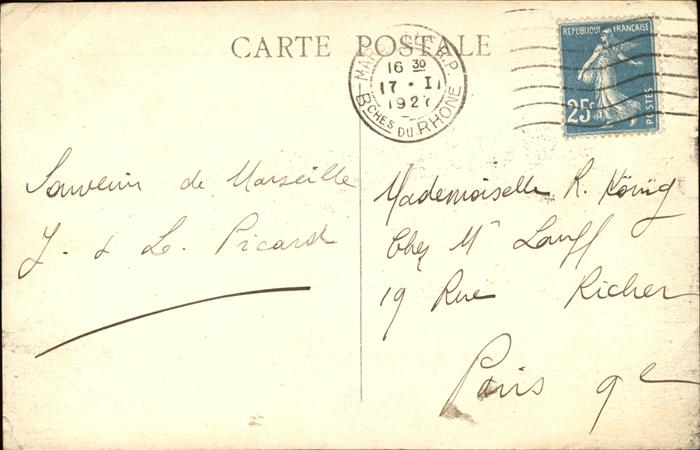 CARTE POSTALE
MARSEILLE B.P.
16 30
17 · II
1927
BCHES DU RHONE
REPUBLIQUE FRANÇAISE
25c
POSTES
Souvenir de Marseille
J. & L. Picard
Mademoiselle R. König
Chez Mr Lauff
19 Rue Richer
Paris 9e